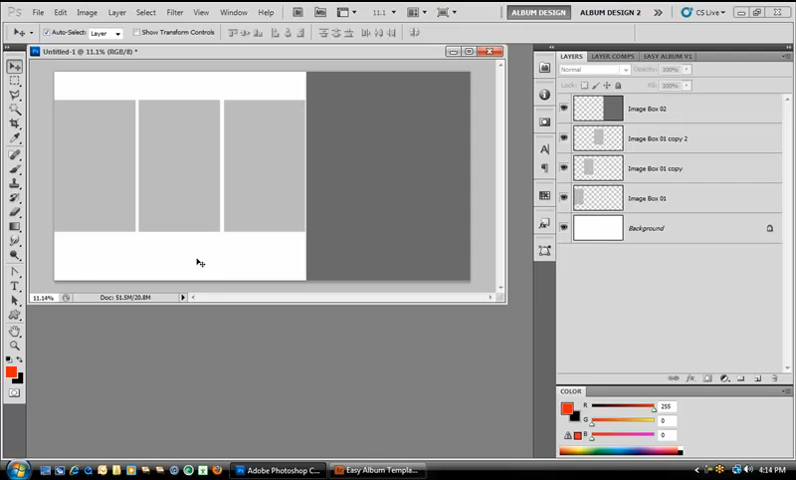 Ps File Edit Image Layer Select Filter View Window Help 11.1 ALBUM DESIGN ALBUM DESIGN 2 CS Live
Auto-Select: Layer Show Transform Controls
Untitled-1 @ 11.1% (RGB/8) *
LAYERS LAYER COMPS EASY ALBUM V1
Normal Opacity: 100%
Lock: Fill: 100%
Image Box 02
Image Box 01 copy 2
Image Box 01 copy
Image Box 01
Background
11.14% Doc: 51.5M/20.8M
COLOR
R 255
G 0
B 0
Adobe Photoshop C... Easy Album Templa... 4:14 PM